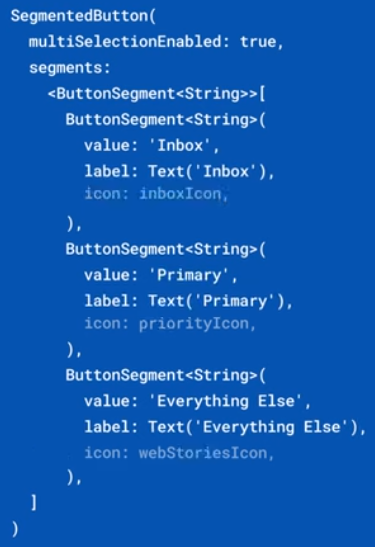 SegmentedButton(
  multiSelectionEnabled: true,
  segments:
    <ButtonSegment<String>>[
      ButtonSegment<String>(
        value: 'Inbox',
        label: Text('Inbox'),
        icon: inboxIcon,
      ),
      ButtonSegment<String>(
        value: 'Primary',
        label: Text('Primary'),
        icon: priorityIcon,
      ),
      ButtonSegment<String>(
        value: 'Everything Else',
        label: Text('Everything Else'),
        icon: webStoriesIcon,
      ),
  ]
)